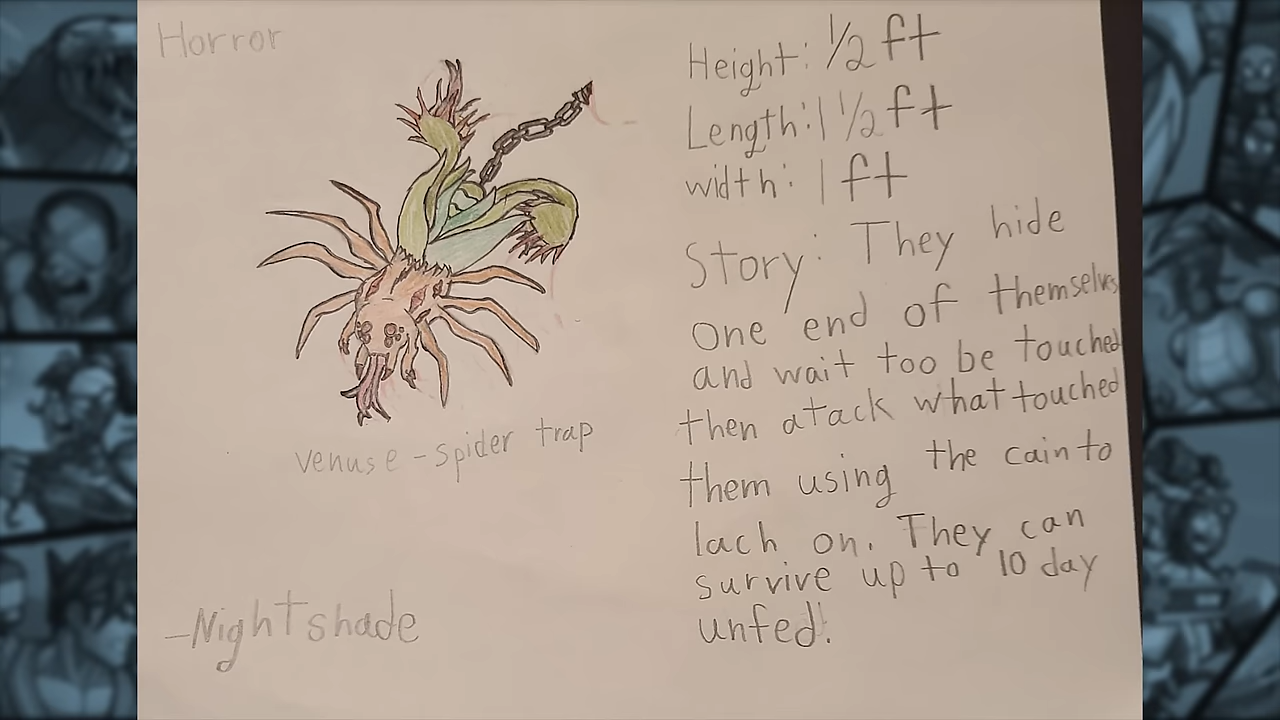 Horror
Height: 1/2 ft
Length: 1 1/2 ft
width: 1 ft
Story: They hide
one end of themselves
and wait too be touched
then atack what touched
them using the cain to
lach on. They can
survive up to 10 day
unfed.
venuse-spider trap
-Nightshade